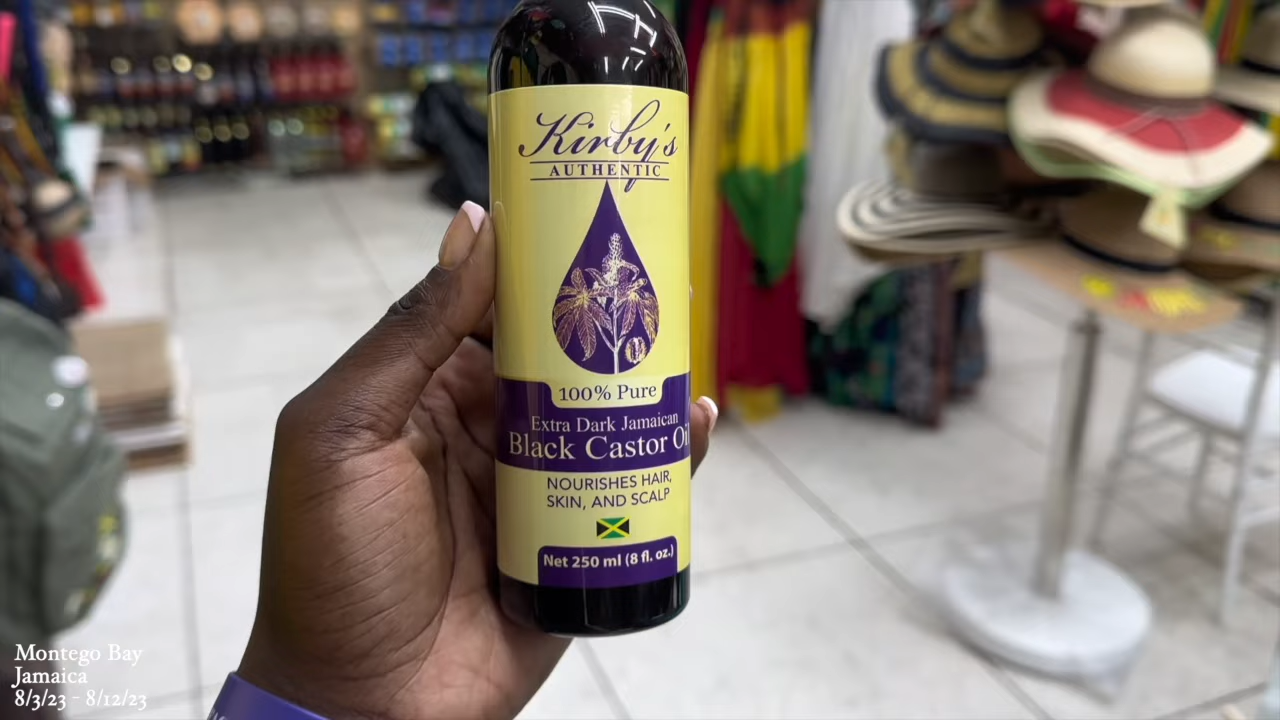 Kirby's
AUTHENTIC
100% Pure
Extra Dark Jamaican
Black Castor Oil
NOURISHES HAIR,
SKIN, AND SCALP
Net 250 ml (8 fl. oz.)
Montego Bay
Jamaica
8/3/23 - 8/12/23